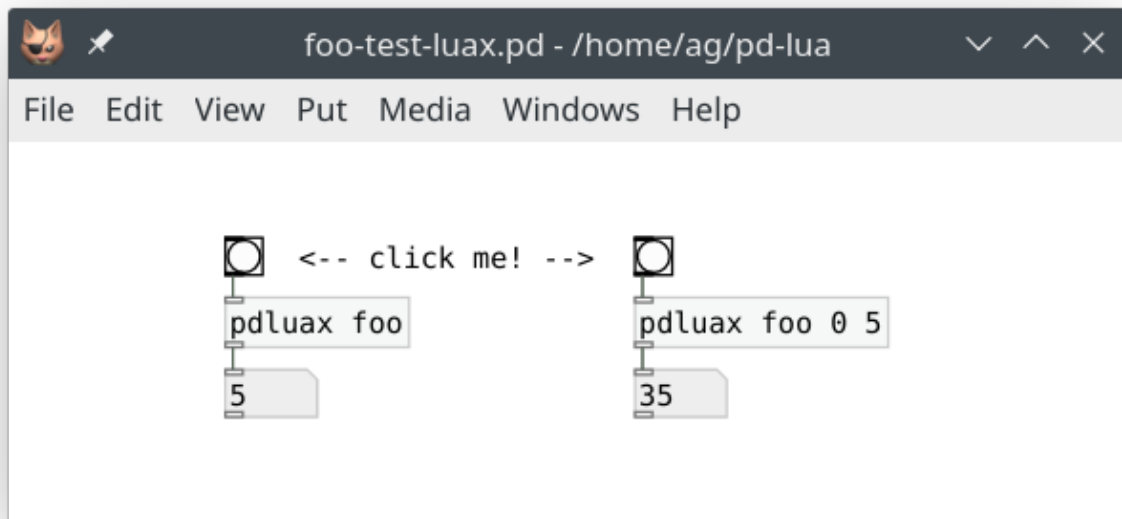 foo-test-luax.pd - /home/ag/pd-lua
File Edit View Put Media Windows Help
<-- click me! -->
pdluax foo
pdluax foo 0 5
5
35